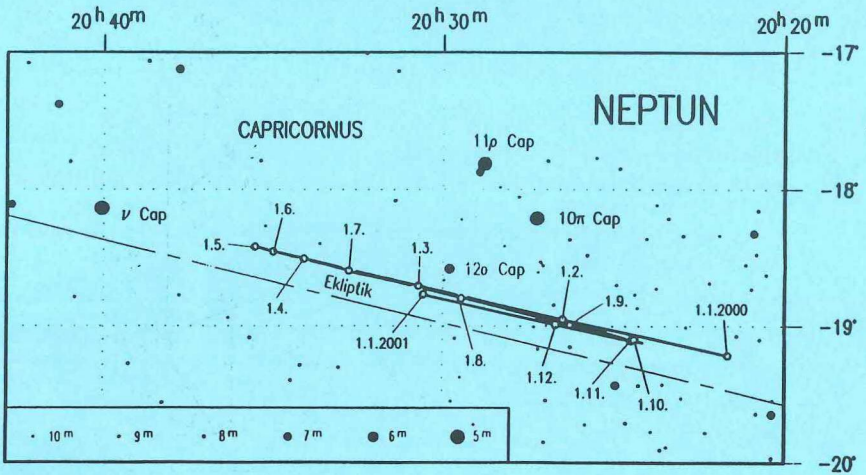 20ʰ 40ᵐ 20ʰ 30ᵐ 20ʰ 20ᵐ
-17°
NEPTUN
CAPRICORNUS
11ρ Cap
-18°
ν Cap
10π Cap
1.6.
1.5.
1.7.
1.3.
12ο Cap
1.2.
1.9.
1.1.2000
Ekliptik
1.4.
-19°
1.1.2001
1.8.
1.12.
1.11.
1.10.
10ᵐ 9ᵐ 8ᵐ 7ᵐ 6ᵐ 5ᵐ
-20°